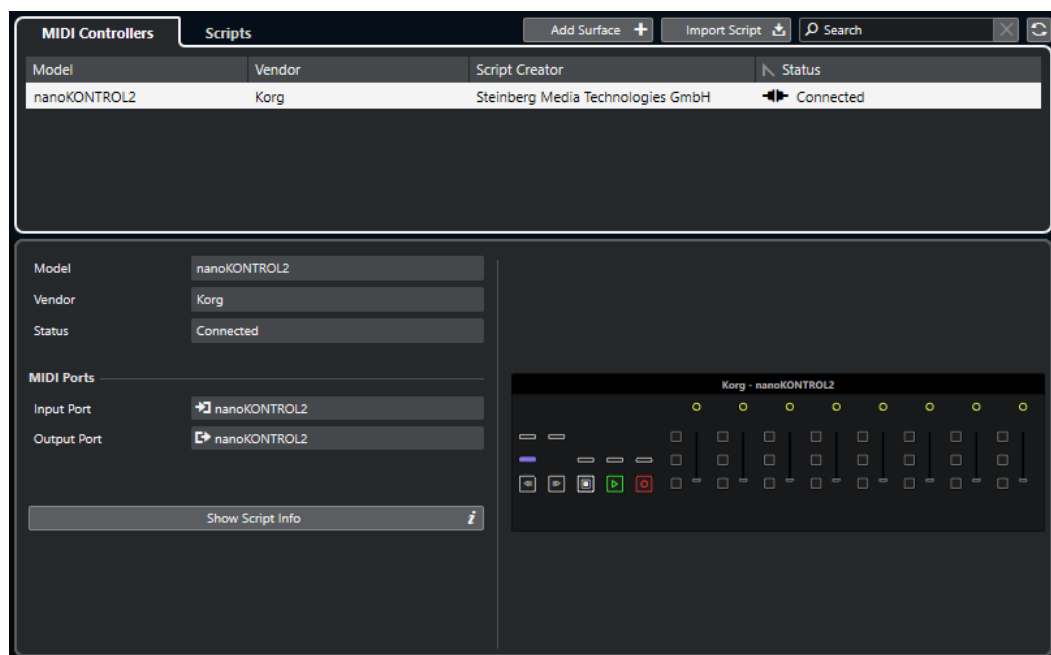 MIDI Controllers Scripts Add Surface Import Script Search
Model Vendor Script Creator Status
nanoKONTROL2 Korg Steinberg Media Technologies GmbH Connected
Model nanoKONTROL2
Vendor Korg
Status Connected
MIDI Ports
Input Port nanoKONTROL2
Output Port nanoKONTROL2
Show Script Info i
Korg - nanoKONTROL2